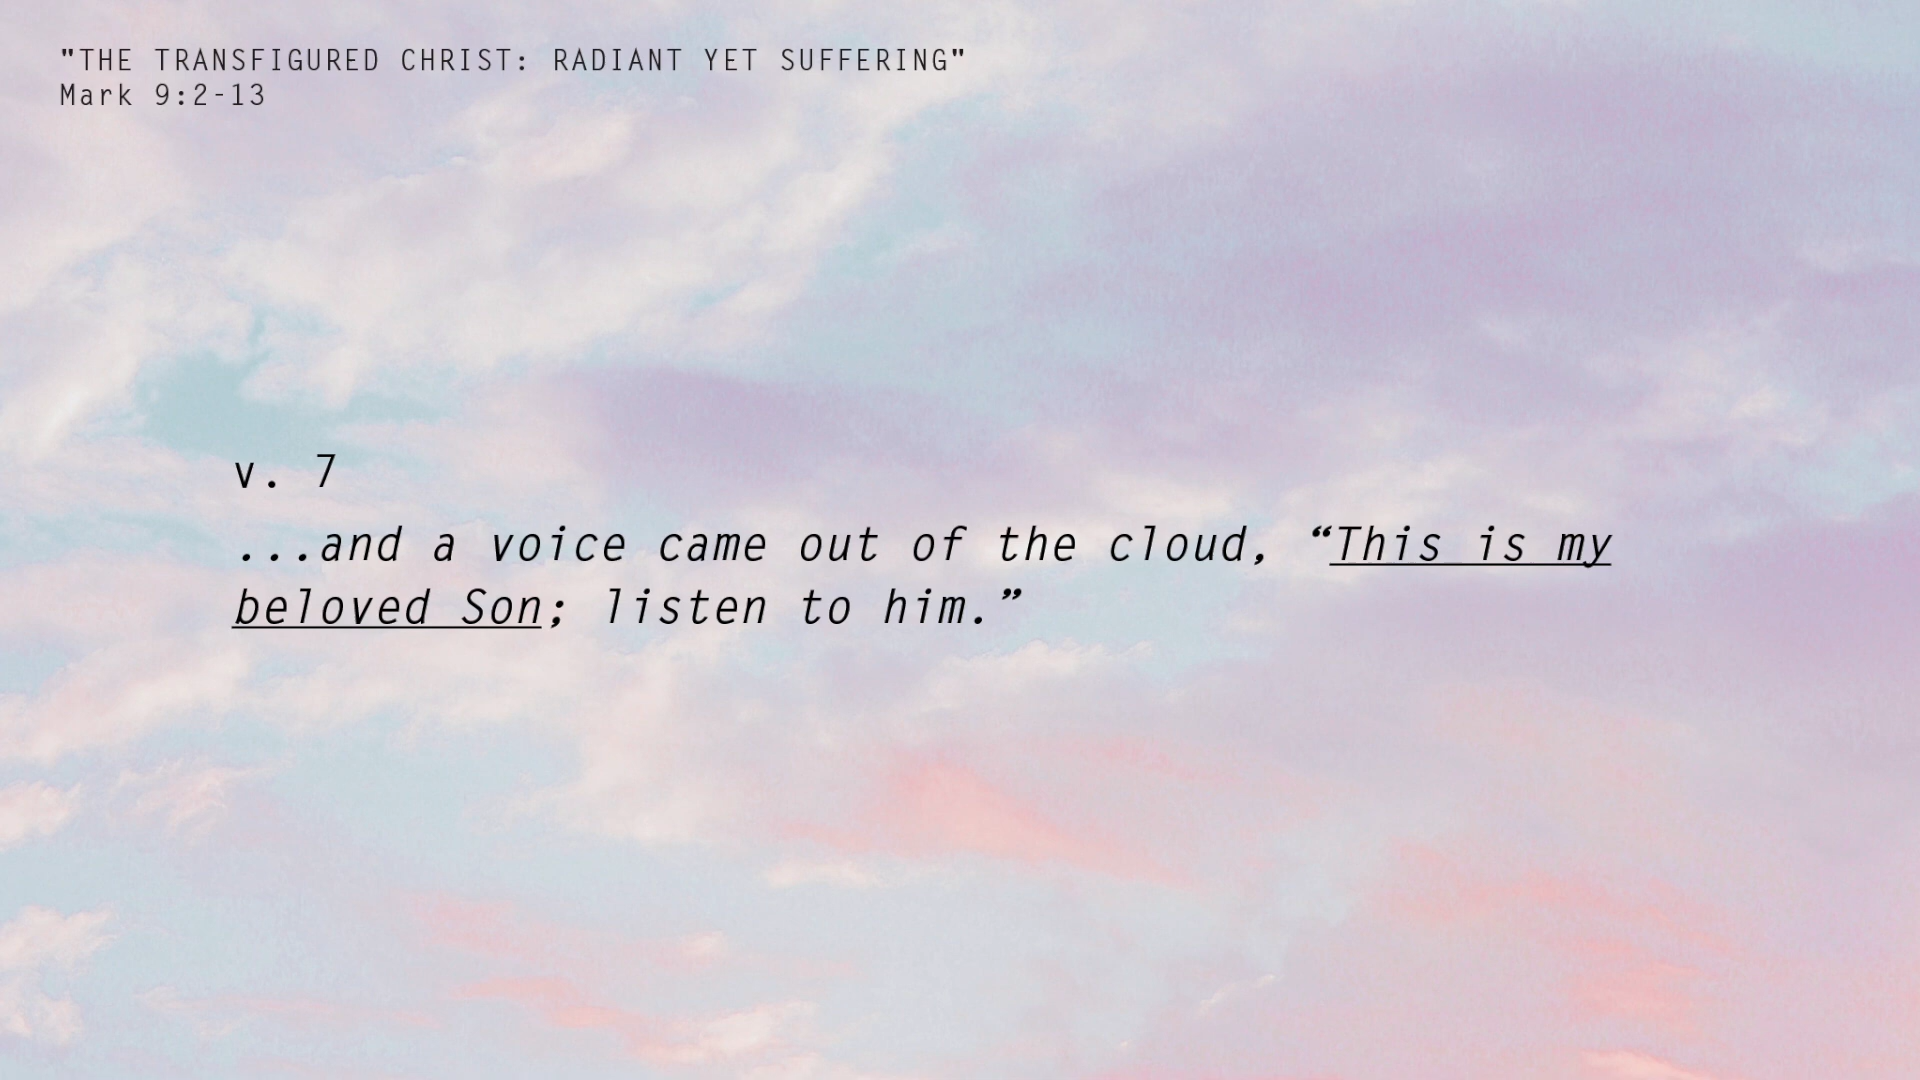 "THE TRANSFIGURED CHRIST: RADIANT YET SUFFERING"
Mark 9:2-13
v. 7
...and a voice came out of the cloud, “This is my
beloved Son; listen to him.”